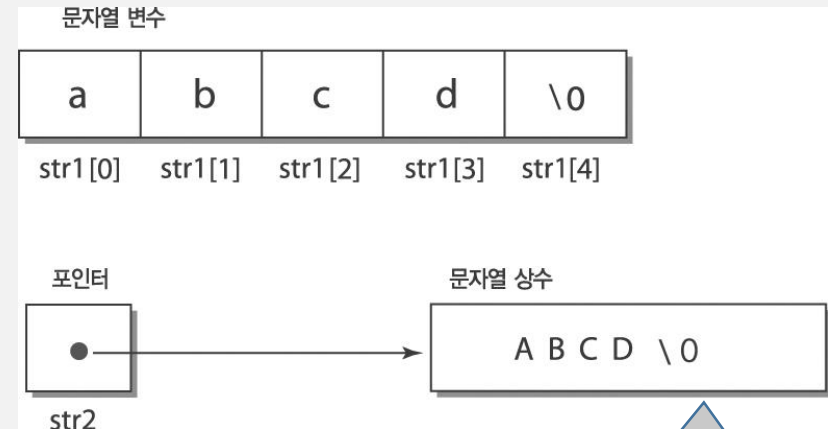 문자열 변수
a b c d \0
str1[0] str1[1] str1[2] str1[3] str1[4]
포인터 문자열 상수
A B C D \0
str2